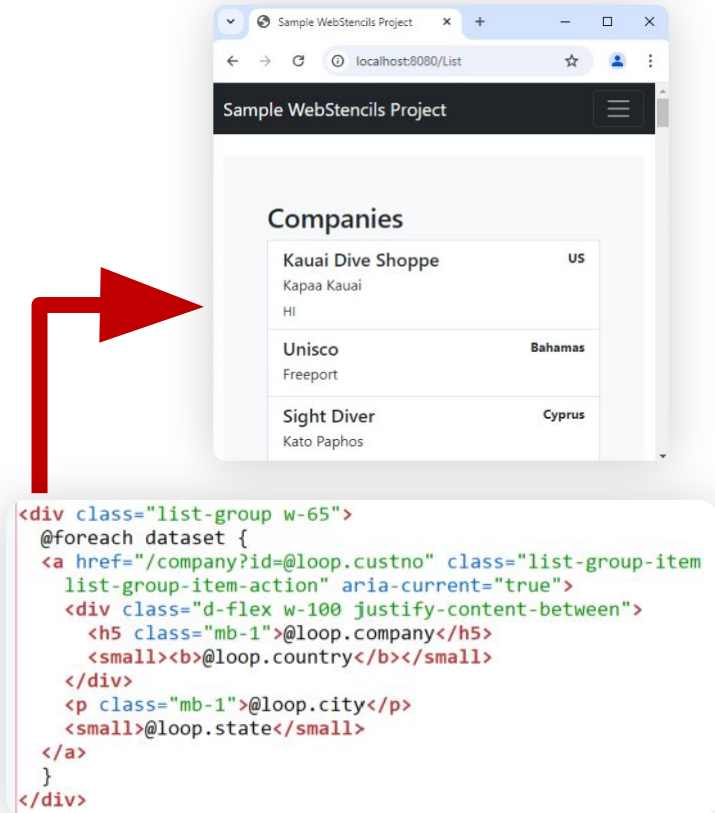 Sample WebStencils Project
localhost:8080/List
Sample WebStencils Project
Companies
Kauai Dive Shoppe US
Kapaa Kauai
HI
Unisco Bahamas
Freeport
Sight Diver Cyprus
Kato Paphos
<div class="list-group w-65">
@foreach dataset {
<a href="/company?id=@loop.custno" class="list-group-item
list-group-item-action" aria-current="true">
<div class="d-flex w-100 justify-content-between">
<h5 class="mb-1">@loop.company</h5>
<small><b>@loop.country</b></small>
</div>
<p class="mb-1">@loop.city</p>
<small>@loop.state</small>
</a>
}
</div>